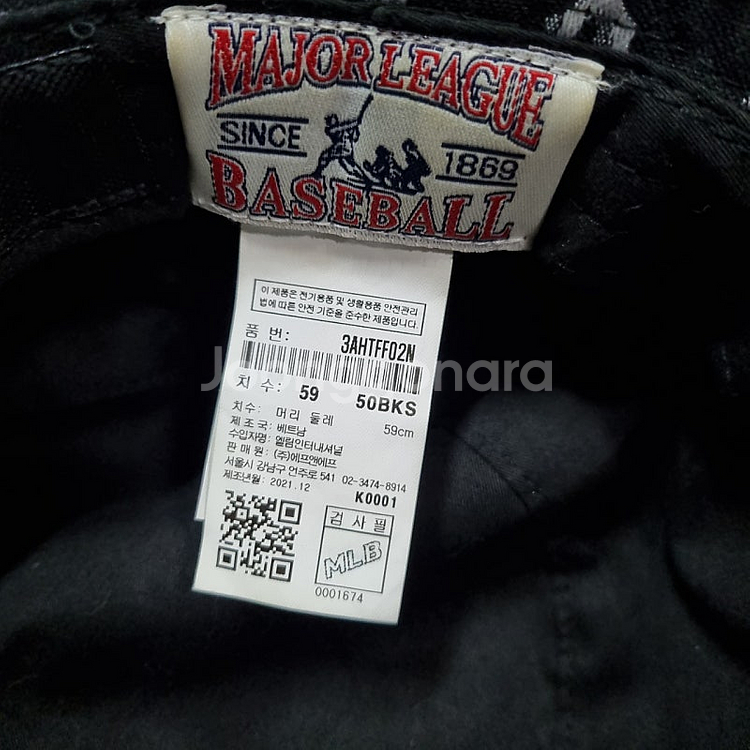 MAJOR LEAGUE
SINCE 1869
BASEBALL
이 제품은 전기용품 및 생활용품 안전관리
법에 따른 안전 기준을 준수한 제품입니다.
품 번: 3AHTFF02N
Joongonara
치 수: 59 50BKS
치수: 머리 둘레 59cm
제 조 국: 베트남
수입자명: 엘림인터내셔널
판 매 원: (주)에프앤에프
서울시 강남구 언주로 541 02-3474-8914
제조년월: 2021.12 K0001
검 사 필
MLB
0001674